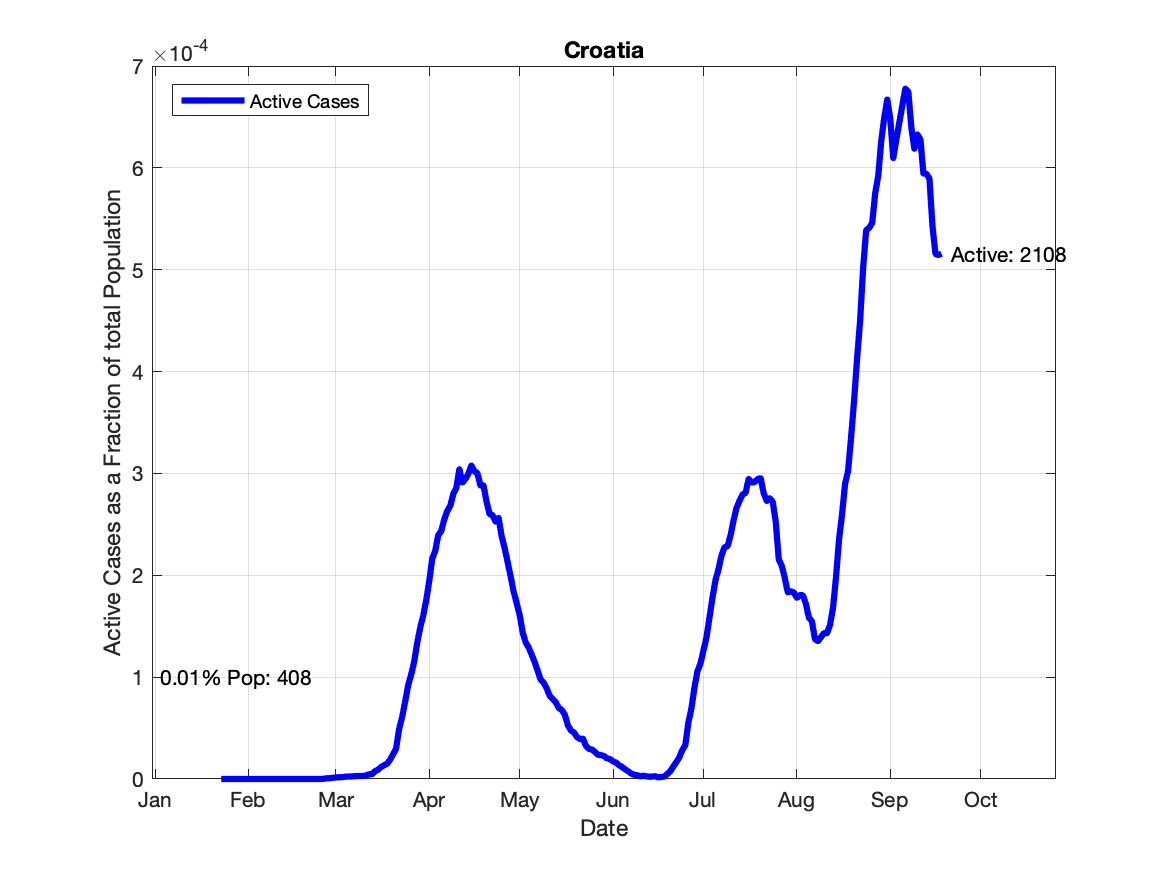 Croatia
×10-4
Active Cases
Active Cases as a Fraction of total Population
7
6
5
4
3
2
1
0
Active: 2108
0.01% Pop: 408
Jan Feb Mar Apr May Jun Jul Aug Sep Oct
Date